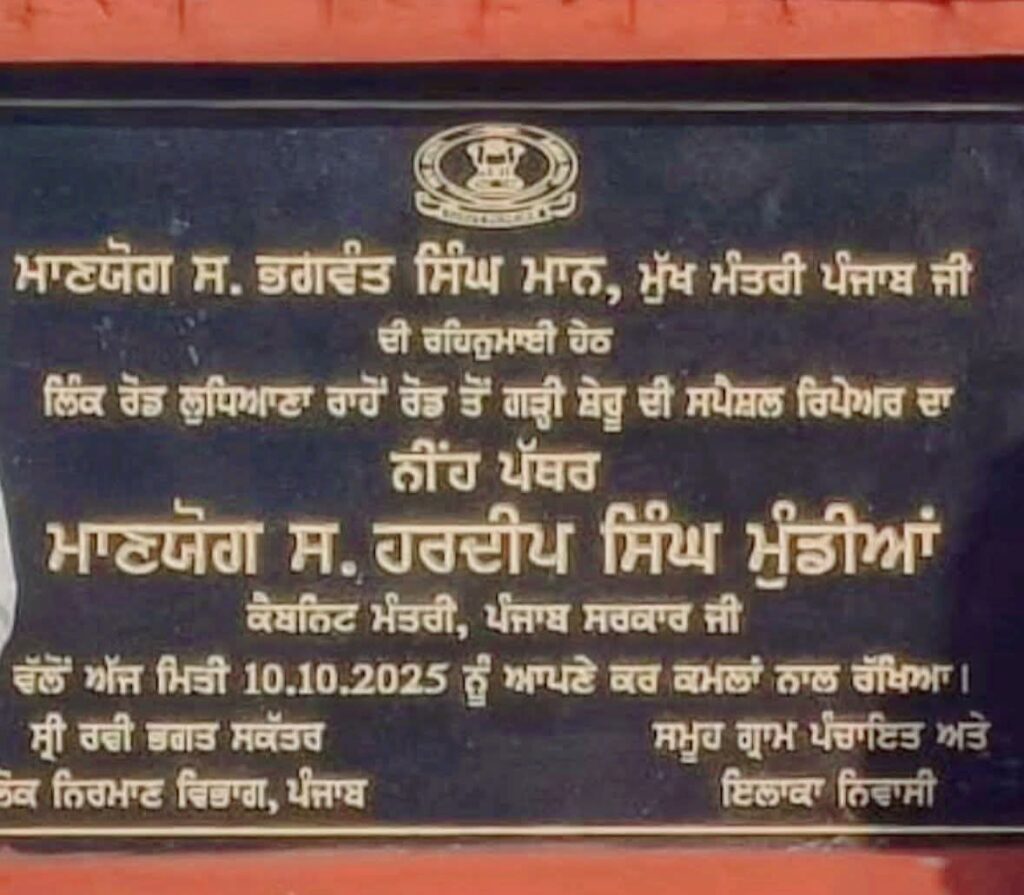 ਮਾਣਯੋਗ ਸ. ਭਗਵੰਤ ਸਿੰਘ ਮਾਨ, ਮੁੱਖ ਮੰਤਰੀ ਪੰਜਾਬ ਜੀ
ਦੀ ਰਹਿਨੁਮਾਈ ਹੇਠ
ਲਿੰਕ ਰੋਡ ਲੁਧਿਆਣਾ ਰਾਹੋਂ ਰੋਡ ਤੋਂ ਗੜ੍ਹੀ ਸ਼ੇਰੂ ਦੀ ਸਪੈਸ਼ਲ ਰਿਪੇਅਰ ਦਾ
ਨੀਂਹ ਪੱਥਰ
ਮਾਣਯੋਗ ਸ. ਹਰਦੀਪ ਸਿੰਘ ਮੁੰਡੀਆਂ
ਕੈਬਨਿਟ ਮੰਤਰੀ, ਪੰਜਾਬ ਸਰਕਾਰ ਜੀ
ਵੱਲੋਂ ਅੱਜ ਮਿਤੀ 10.10.2025 ਨੂੰ ਆਪਣੇ ਕਰ ਕਮਲਾਂ ਨਾਲ ਰੱਖਿਆ।
ਸ੍ਰੀ ਰਵੀ ਭਗਤ ਸਕੱਤਰ
ਲੋਕ ਨਿਰਮਾਣ ਵਿਭਾਗ, ਪੰਜਾਬ
ਸਮੂਹ ਗ੍ਰਾਮ ਪੰਚਾਇਤ ਅਤੇ
ਇਲਾਕਾ ਨਿਵਾਸੀ